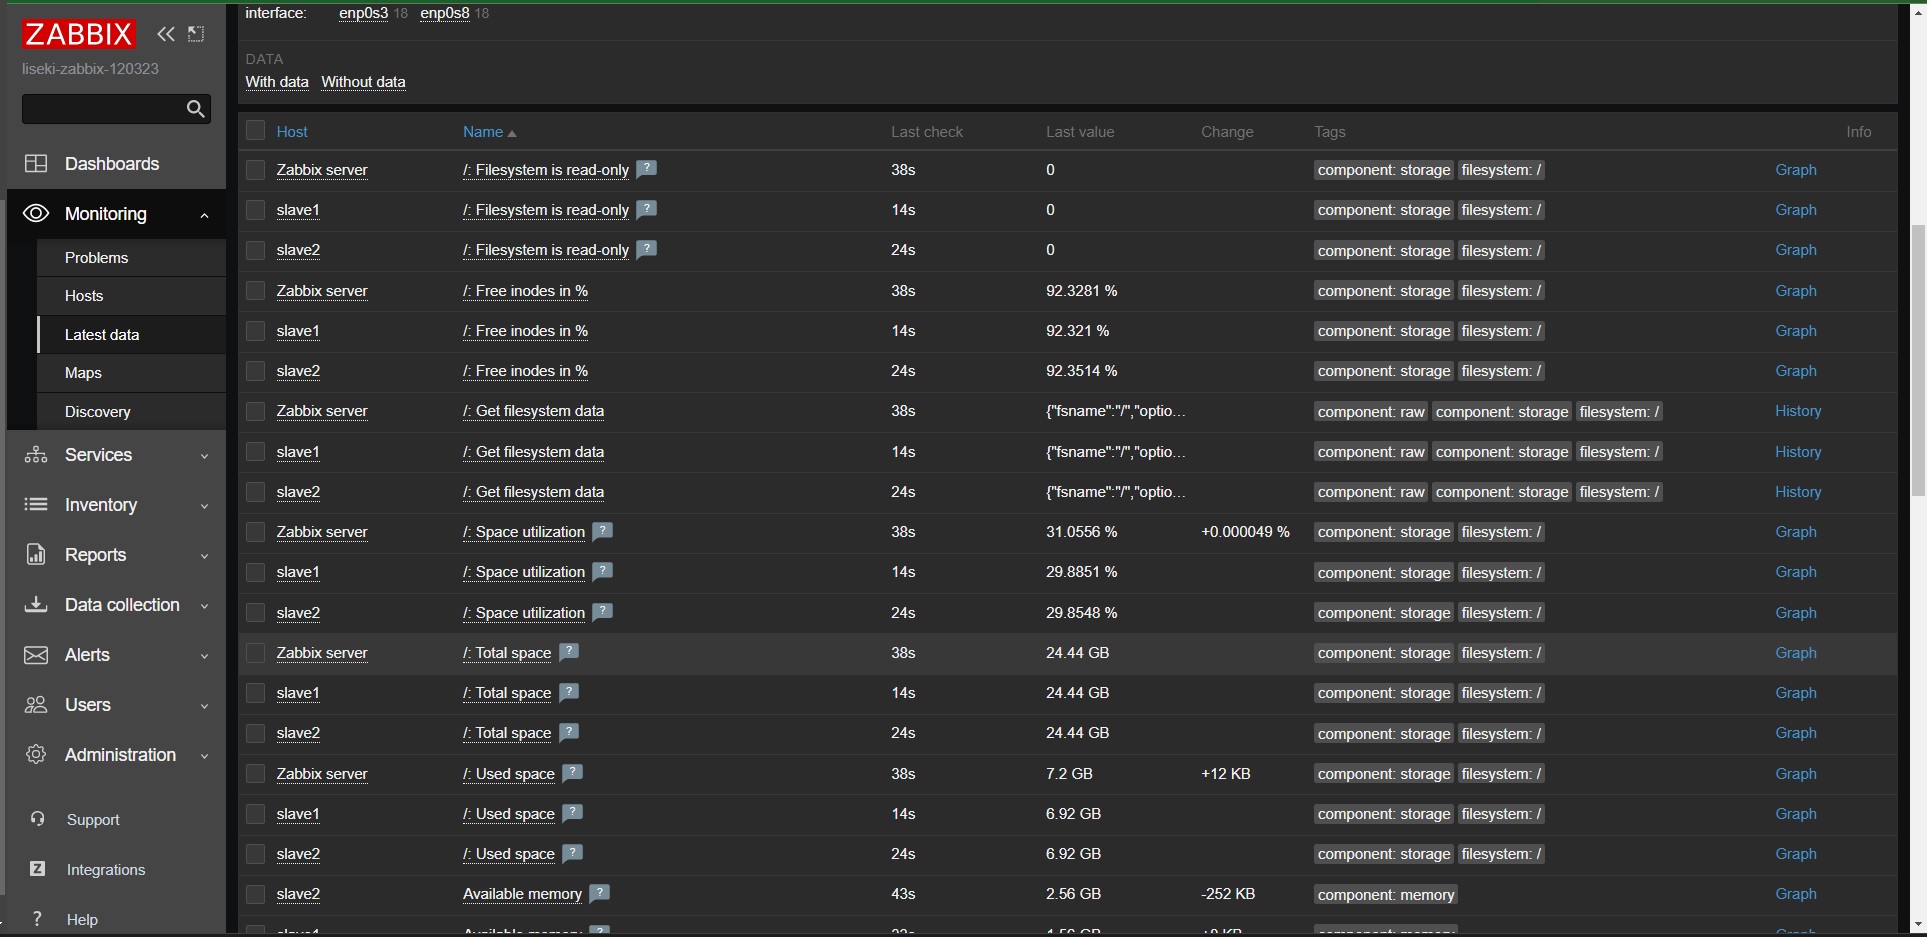 interface: enp0s3 18 enp0s8 18
ZABBIX
liseki-zabbix-120323
Dashboards
Monitoring
Problems
Hosts
Latest data
Maps
Discovery
Services
Inventory
Reports
Data collection
Alerts
Users
Administration
Support
Z Integrations
? Help
DATA
With data Without data
Host Name Last check Last value Change Tags Info
Zabbix server /: Filesystem is read-only ? 38s 0 component: storage filesystem: / Graph
slave1 /: Filesystem is read-only ? 14s 0 component: storage filesystem: / Graph
slave2 /: Filesystem is read-only ? 24s 0 component: storage filesystem: / Graph
Zabbix server /: Free inodes in % 38s 92.3281 % component: storage filesystem: / Graph
slave1 /: Free inodes in % 14s 92.321 % component: storage filesystem: / Graph
slave2 /: Free inodes in % 24s 92.3514 % component: storage filesystem: / Graph
Zabbix server /: Get filesystem data 38s {"fsname":"/","optio... component: raw component: storage filesystem: / History
slave1 /: Get filesystem data 14s {"fsname":"/","optio... component: raw component: storage filesystem: / History
slave2 /: Get filesystem data 24s {"fsname":"/","optio... component: raw component: storage filesystem: / History
Zabbix server /: Space utilization ? 38s 31.0556 % +0.000049 % component: storage filesystem: / Graph
slave1 /: Space utilization ? 14s 29.8851 % component: storage filesystem: / Graph
slave2 /: Space utilization ? 24s 29.8548 % component: storage filesystem: / Graph
Zabbix server /: Total space ? 38s 24.44 GB component: storage filesystem: / Graph
slave1 /: Total space ? 14s 24.44 GB component: storage filesystem: / Graph
slave2 /: Total space ? 24s 24.44 GB component: storage filesystem: / Graph
Zabbix server /: Used space ? 38s 7.2 GB +12 KB component: storage filesystem: / Graph
slave1 /: Used space ? 14s 6.92 GB component: storage filesystem: / Graph
slave2 /: Used space ? 24s 6.92 GB component: storage filesystem: / Graph
slave2 Available memory ? 43s 2.56 GB -252 KB component: memory Graph
slave1 Available memory ? component: memory Graph